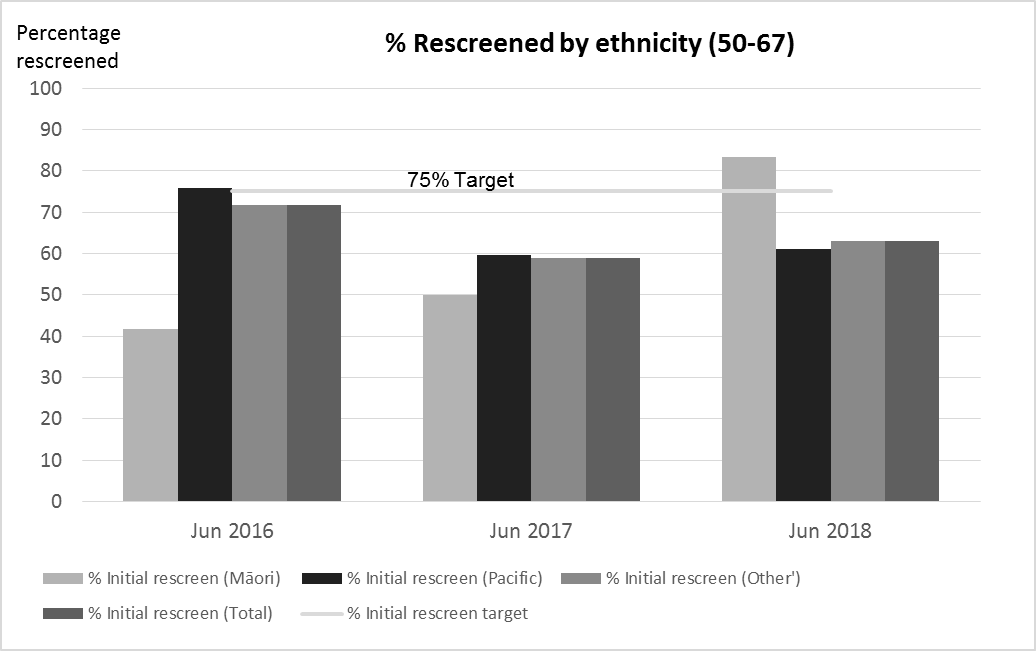 Percentage
rescreened
% Rescreened by ethnicity (50-67)
100
90
80
75% Target
70
60
50
40
30
20
10
0
Jun 2016 Jun 2017 Jun 2018
% Initial rescreen (Māori) % Initial rescreen (Pacific) % Initial rescreen (Other')
% Initial rescreen (Total) % Initial rescreen target